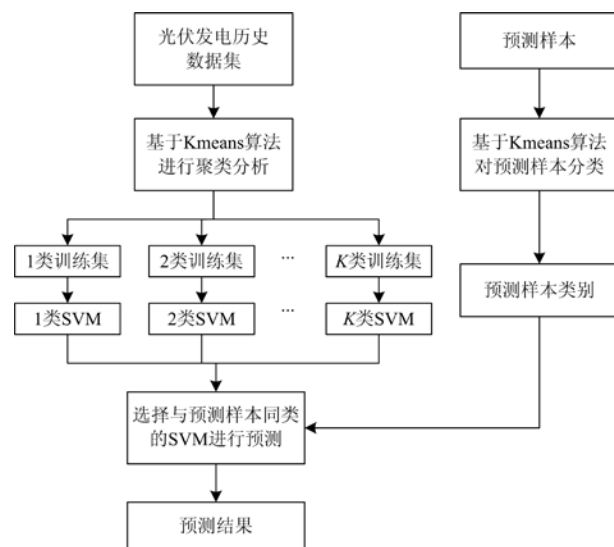 光伏发电历史
数据集
预测样本
基于Kmeans算法
进行聚类分析
基于Kmeans算法
对预测样本分类
1类训练集
2类训练集
...
K类训练集
预测样本类别
1类SVM
2类SVM
...
K类SVM
选择与预测样本同类
的SVM进行预测
预测结果